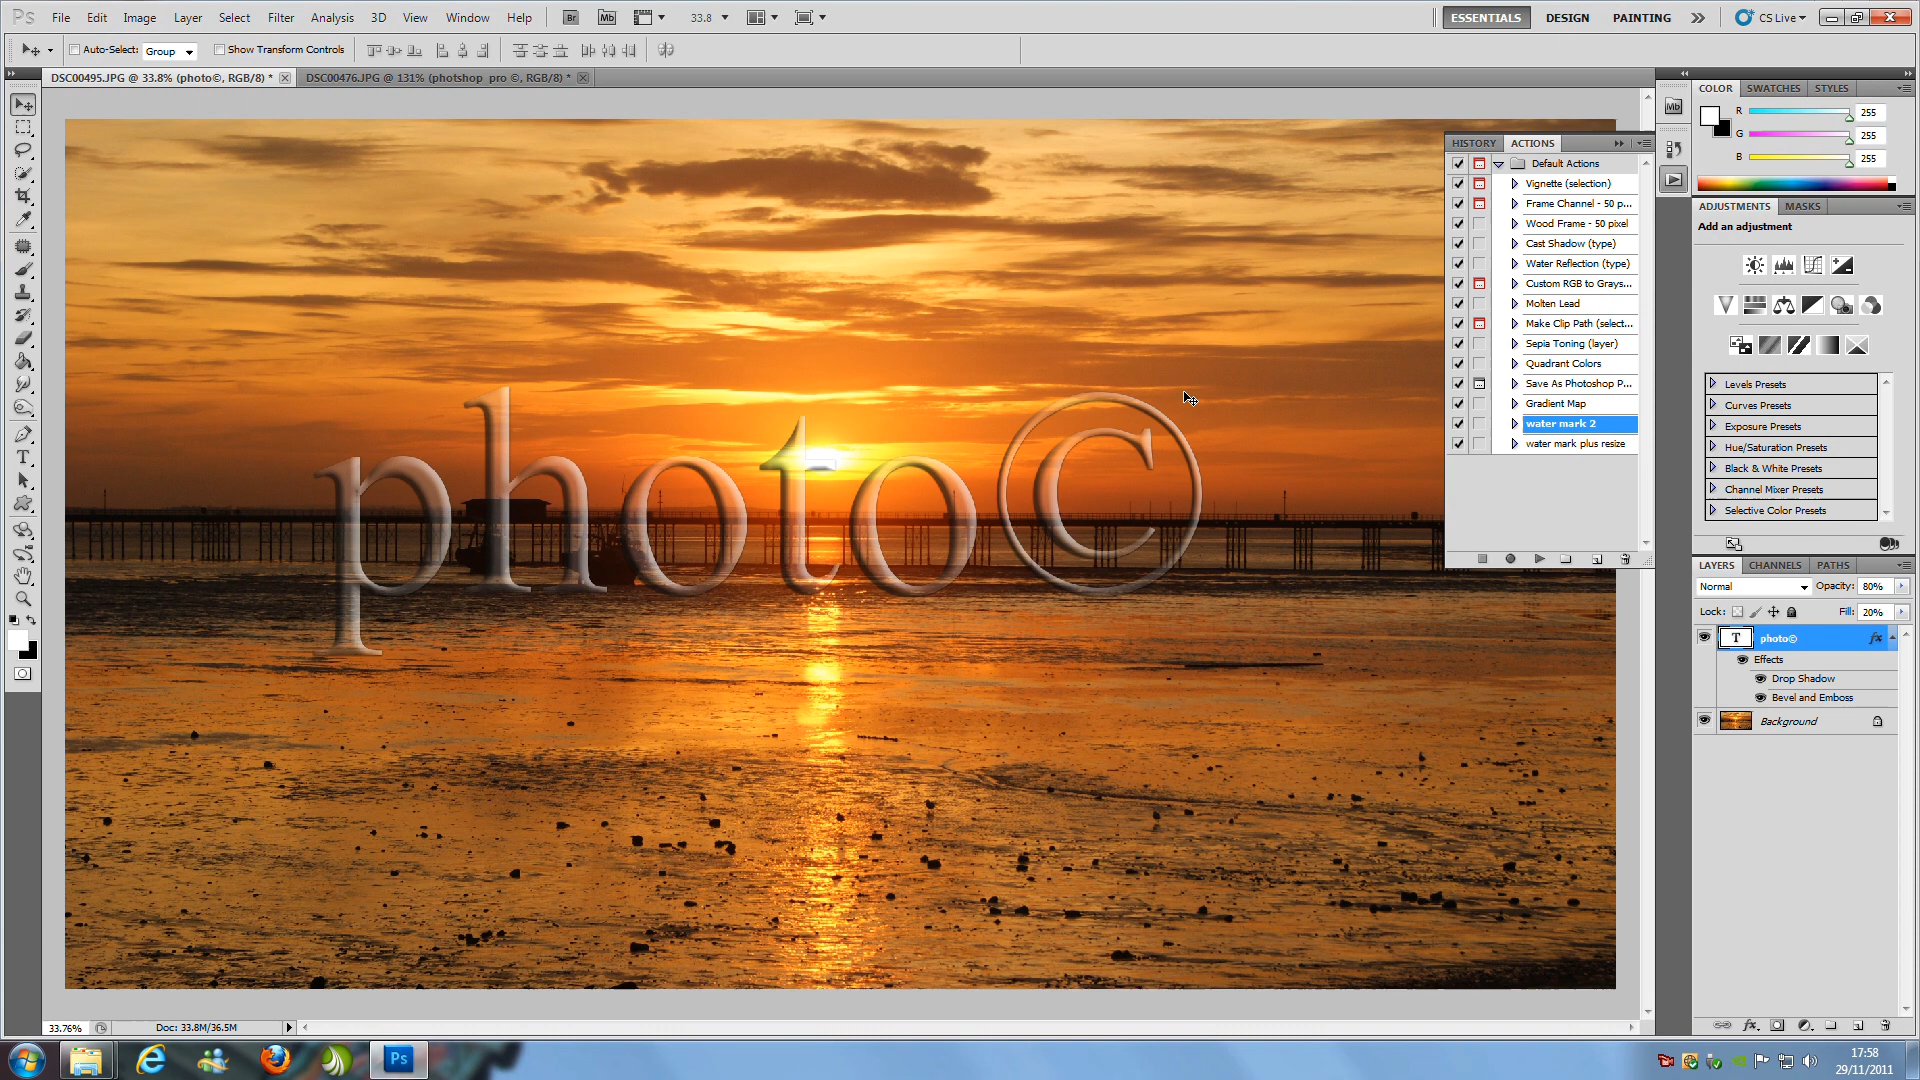 Ps File Edit Image Layer Select Filter Analysis 3D View Window Help Br Mb 33.8 ESSENTIALS DESIGN PAINTING CS Live
Auto-Select: Group Show Transform Controls
DSC00495.JPG @ 33.8% (photo©, RGB/8) * DSC00476.JPG @ 131% (photshop pro ©, RGB/8) *
COLOR SWATCHES STYLES
Mb
R 255
G 255
B 255
HISTORY ACTIONS
Default Actions
Vignette (selection)
Frame Channel - 50 p...
Wood Frame - 50 pixel
Cast Shadow (type)
Water Reflection (type)
Custom RGB to Grays...
Molten Lead
Make Clip Path (select...
Sepia Toning (layer)
Quadrant Colors
Save As Photoshop P...
Gradient Map
water mark 2
water mark plus resize
ADJUSTMENTS MASKS
Add an adjustment
Levels Presets
Curves Presets
Exposure Presets
Hue/Saturation Presets
Black & White Presets
Channel Mixer Presets
Selective Color Presets
photo©
LAYERS CHANNELS PATHS
Normal Opacity: 80%
Lock: Fill: 20%
T photo© fx
Effects
Drop Shadow
Bevel and Emboss
Background
33.76% Doc: 33.8M/36.5M
fx
Ps
17:58
29/11/2011